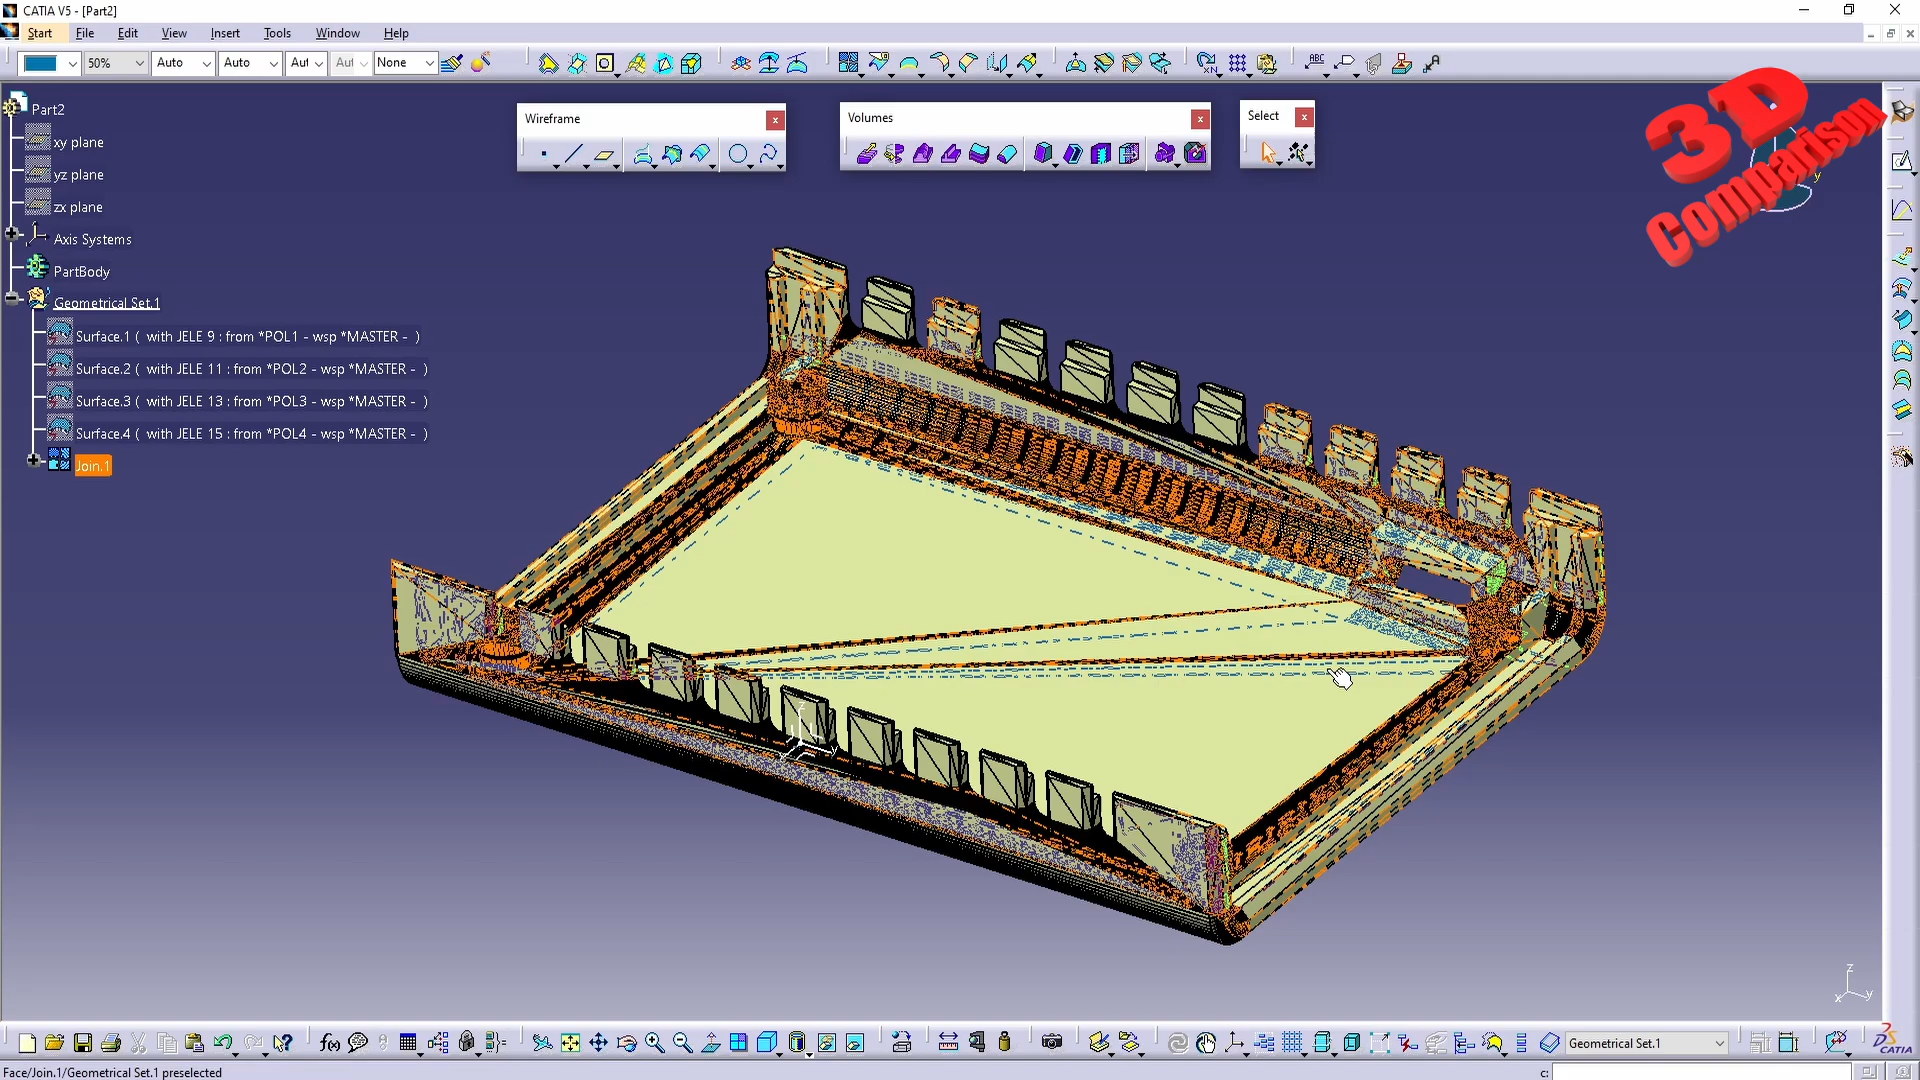 CATIA V5 - [Part2]
Start File Edit View Insert Tools Window Help
50% Auto Auto Aut Aut None
ABC
Part2
xy plane
yz plane
zx plane
Axis Systems
PartBody
Geometrical Set.1
Surface.1 ( with JELE 9 : from *POL1 - wsp *MASTER - )
Surface.2 ( with JELE 11 : from *POL2 - wsp *MASTER - )
Surface.3 ( with JELE 13 : from *POL3 - wsp *MASTER - )
Surface.4 ( with JELE 15 : from *POL4 - wsp *MASTER - )
Join.1
Wireframe
Volumes
Select
3D
Comparison
y
z
y
z
x y
f(x)
Geometrical Set.1
CATIA
Face/Join.1/Geometrical Set.1 preselected
c: